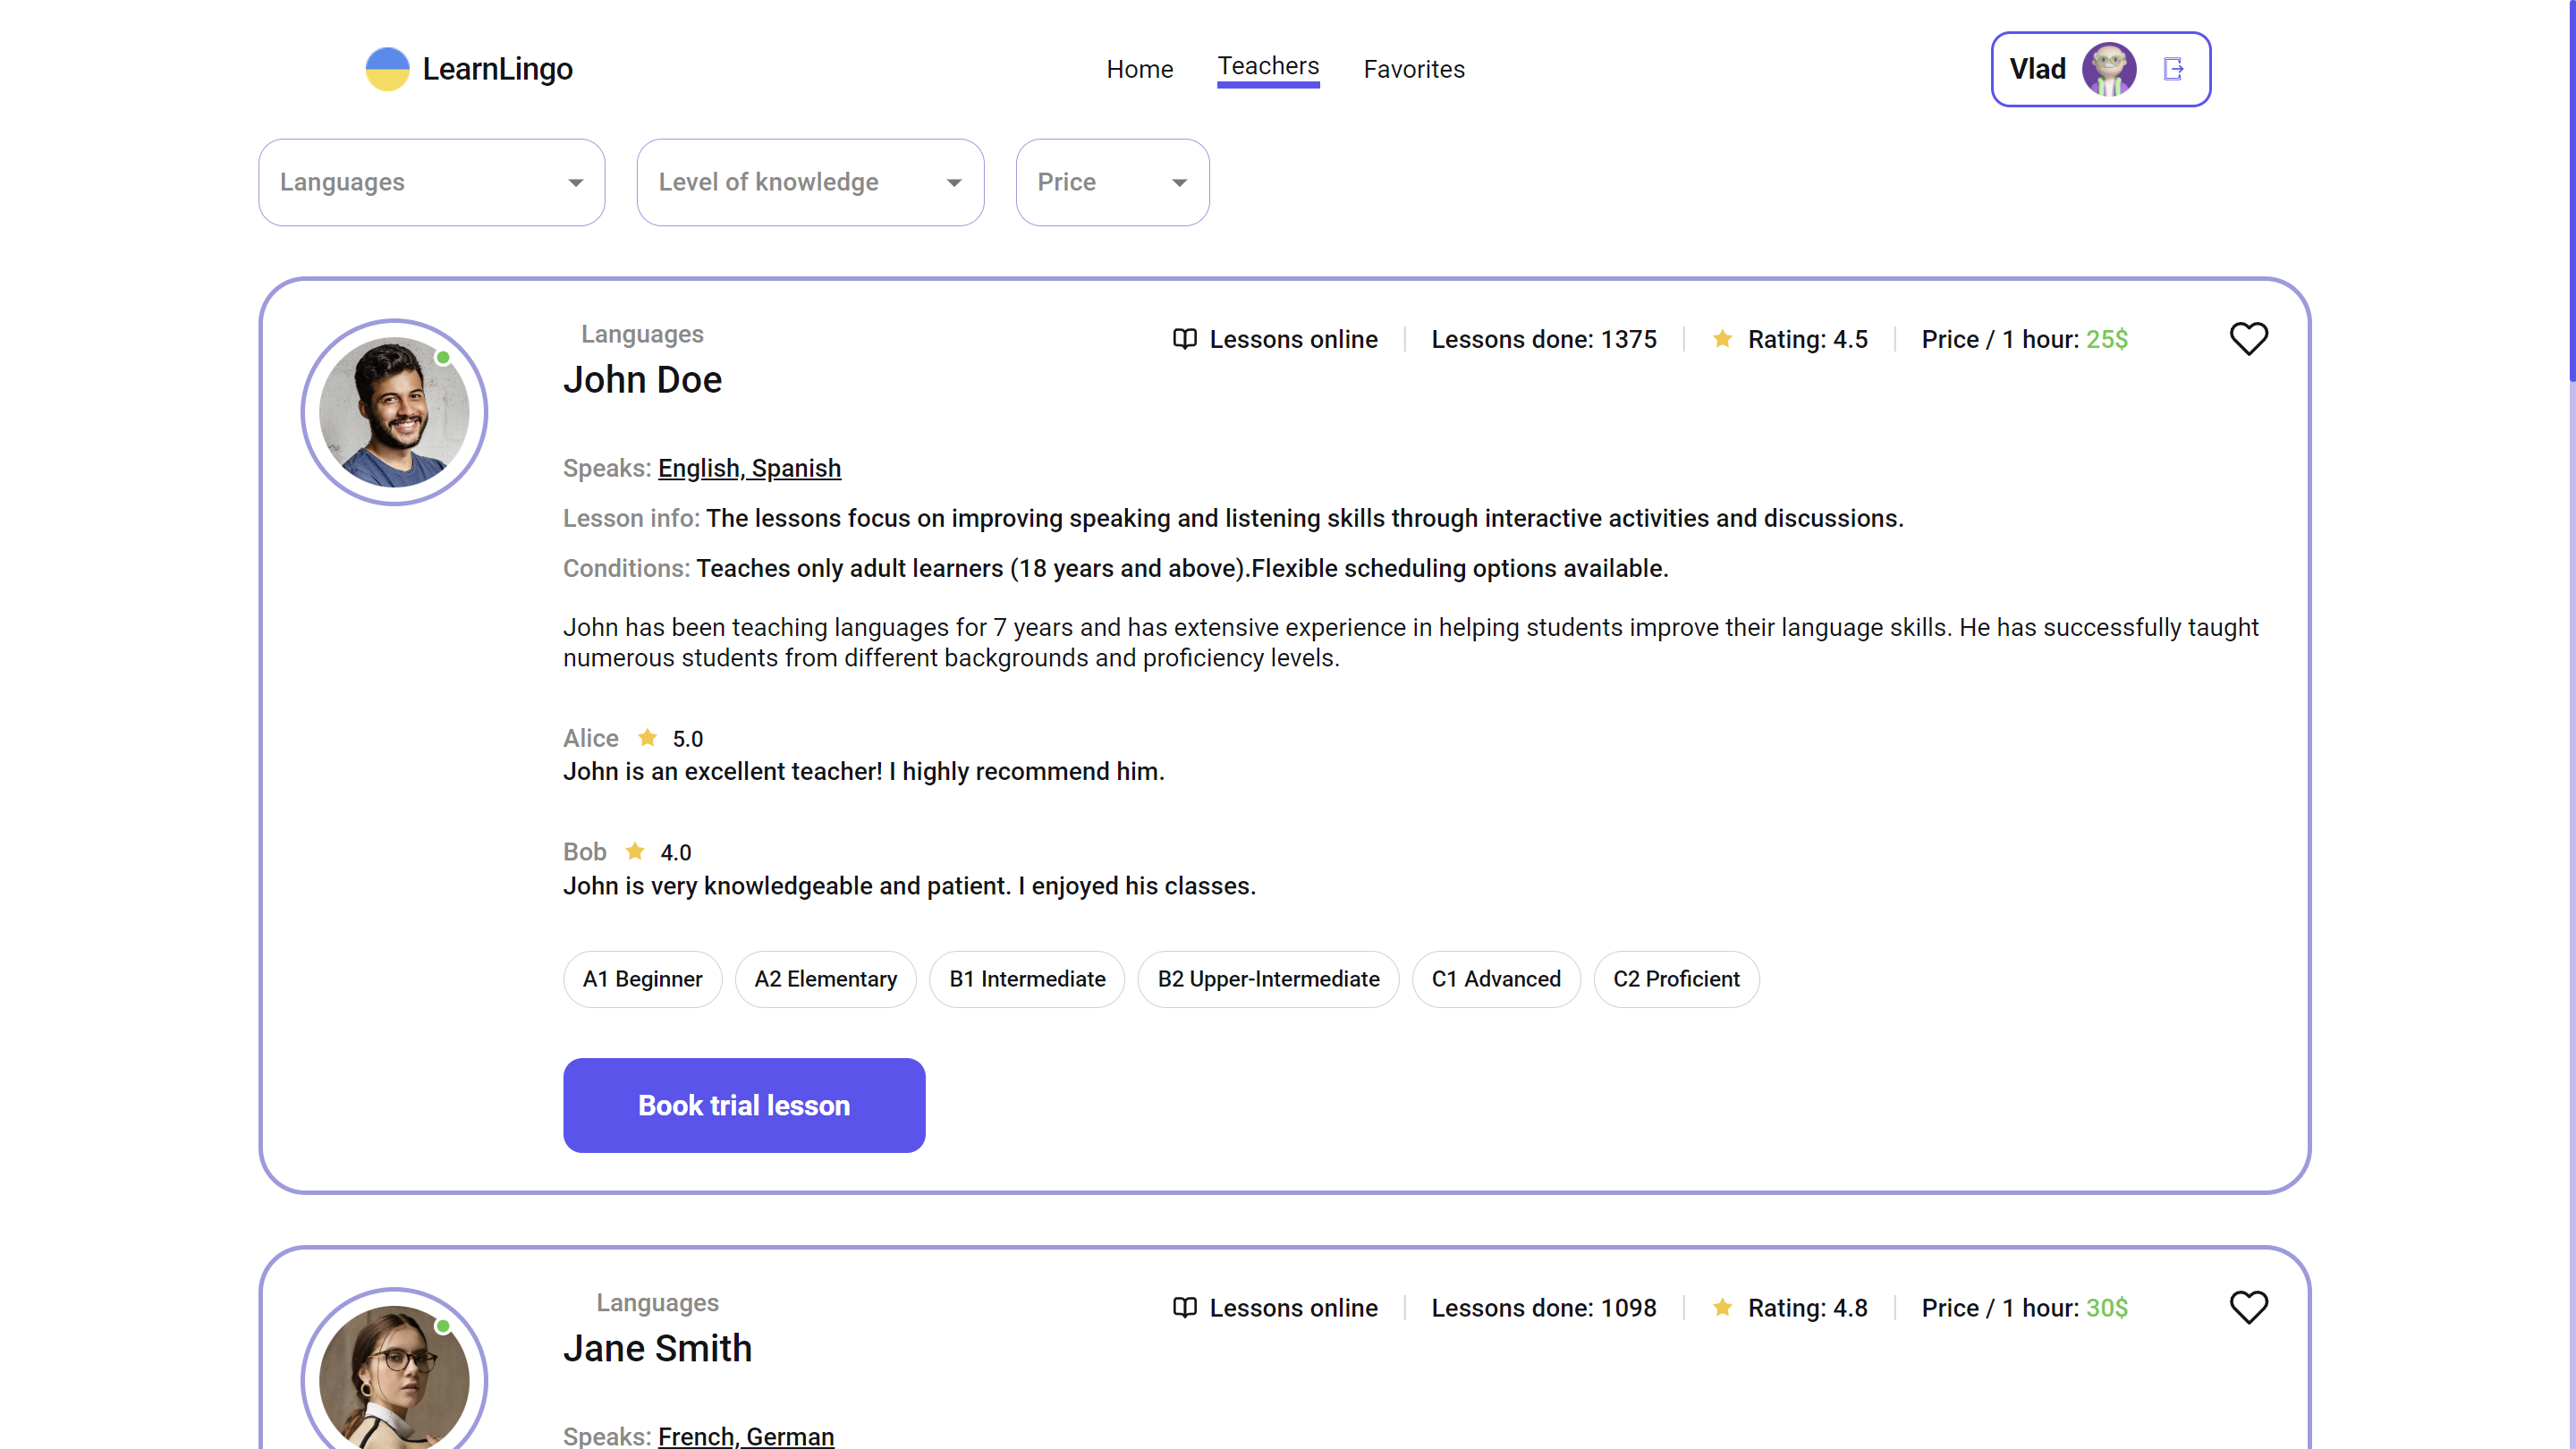 LearnLingo
Home
Teachers
Favorites
Vlad
Languages
Level of knowledge
Price
Languages
John Doe
Lessons online
Lessons done: 1375
Rating: 4.5
Price / 1 hour: 25$
Speaks: English, Spanish
Lesson info: The lessons focus on improving speaking and listening skills through interactive activities and discussions.
Conditions: Teaches only adult learners (18 years and above).Flexible scheduling options available.
John has been teaching languages for 7 years and has extensive experience in helping students improve their language skills. He has successfully taught
numerous students from different backgrounds and proficiency levels.
Alice 5.0
John is an excellent teacher! I highly recommend him.
Bob 4.0
John is very knowledgeable and patient. I enjoyed his classes.
A1 Beginner
A2 Elementary
B1 Intermediate
B2 Upper-Intermediate
C1 Advanced
C2 Proficient
Book trial lesson
Languages
Jane Smith
Lessons online
Lessons done: 1098
Rating: 4.8
Price / 1 hour: 30$
Speaks: French, German